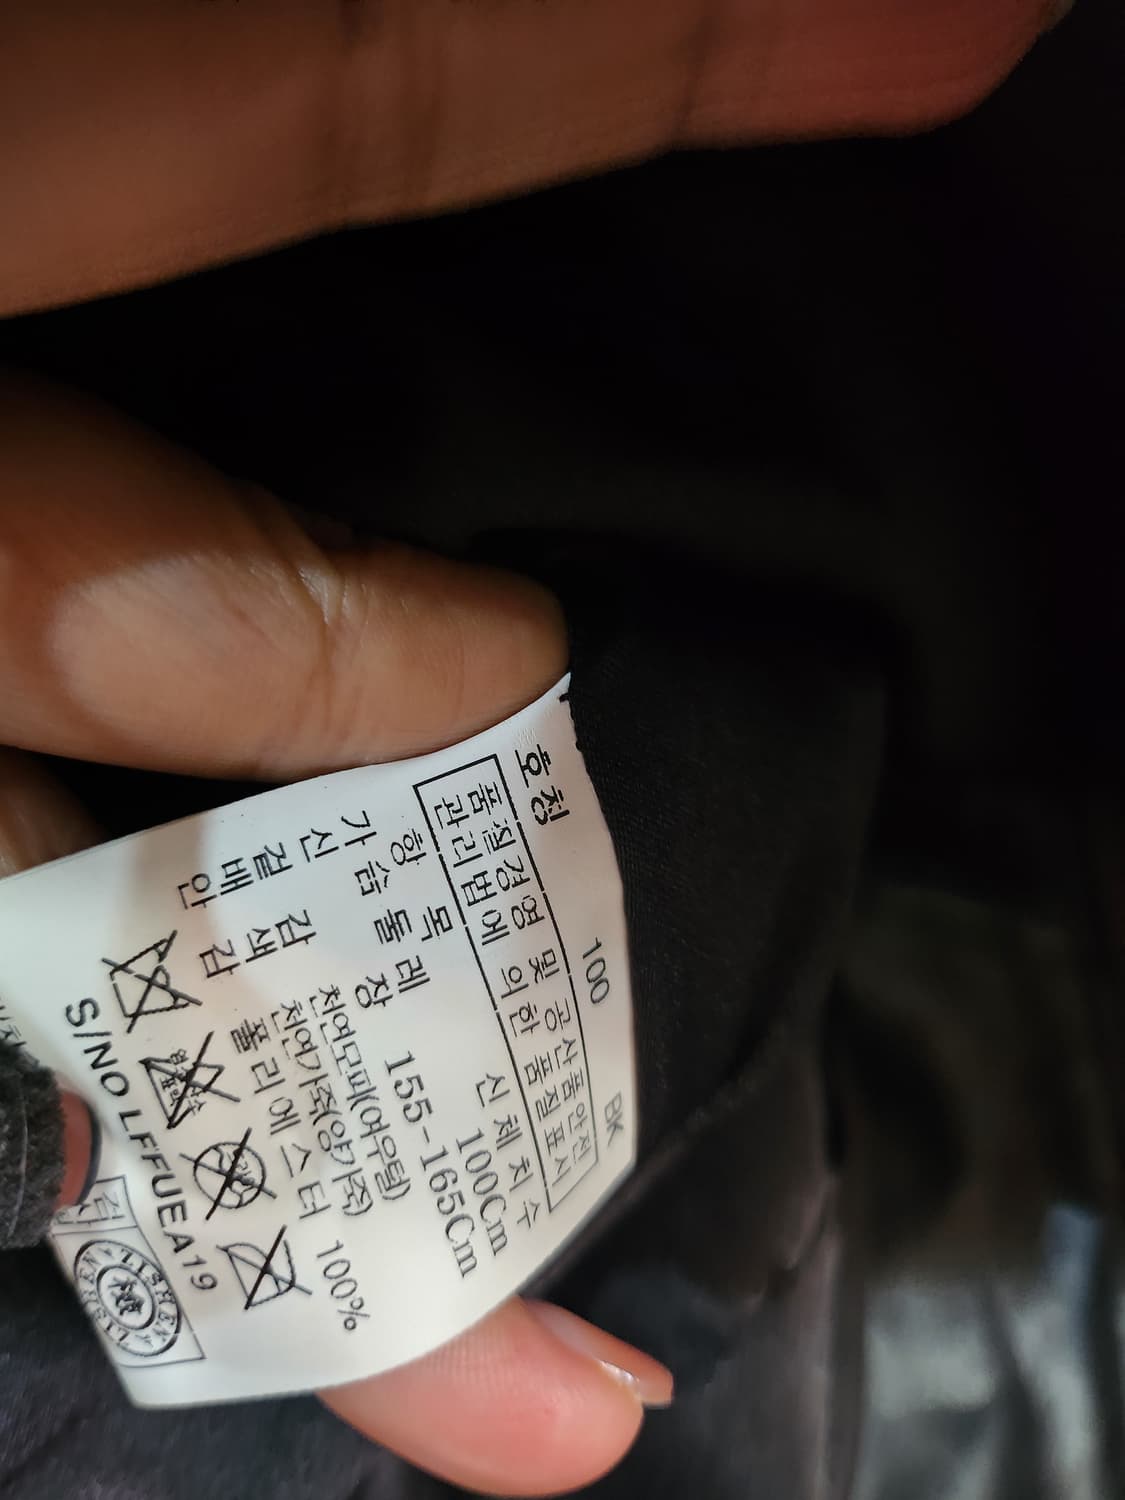 호칭 100 BK
품질경영 및 공산품안전
관리법에 의한 품질표시
항 목 신체치수
가슴둘레 100Cm
신 장 155-165Cm
겉감 천연모피(여우털)
배색 천연가죽(양가죽)
안감 폴리에스터 100%
S/NO LFFUEA19
검
LISHEN LISHEN